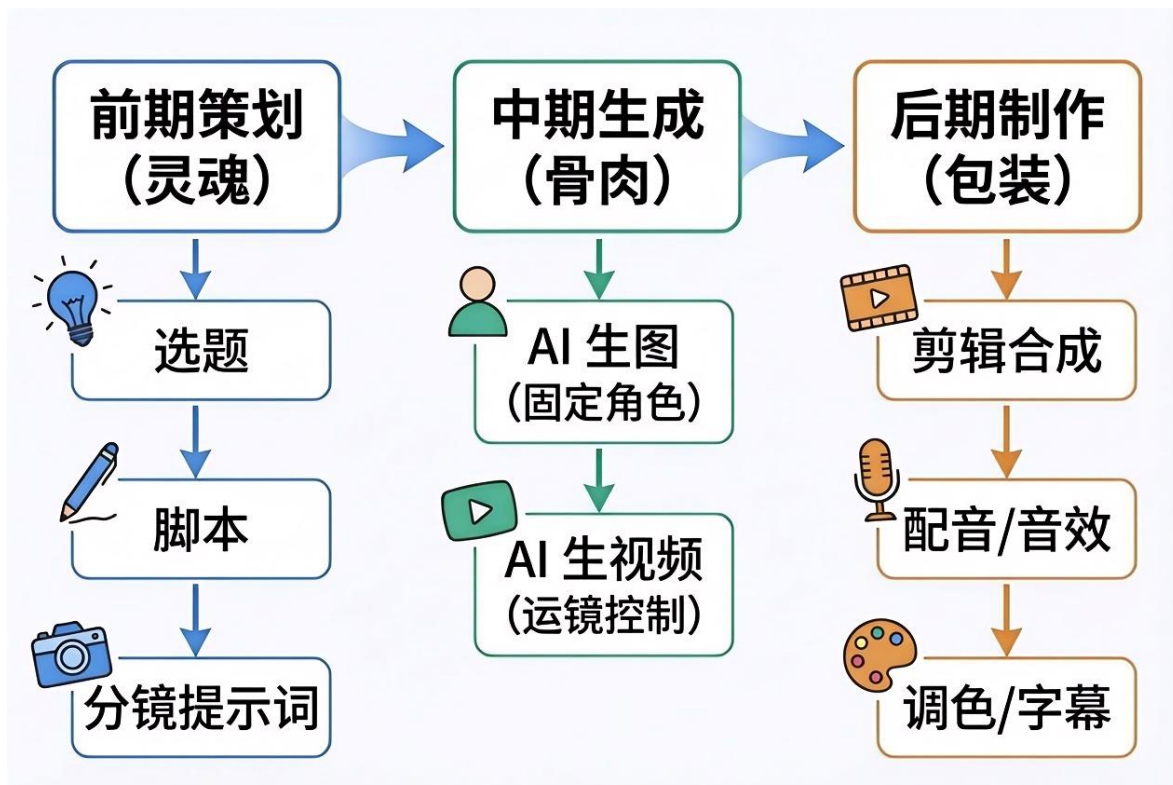 前期策划
（灵魂）
选题
脚本
分镜提示词
中期生成
（骨肉）
AI 生图
（固定角色）
AI 生视频
（运镜控制）
后期制作
（包装）
剪辑合成
配音/音效
调色/字幕